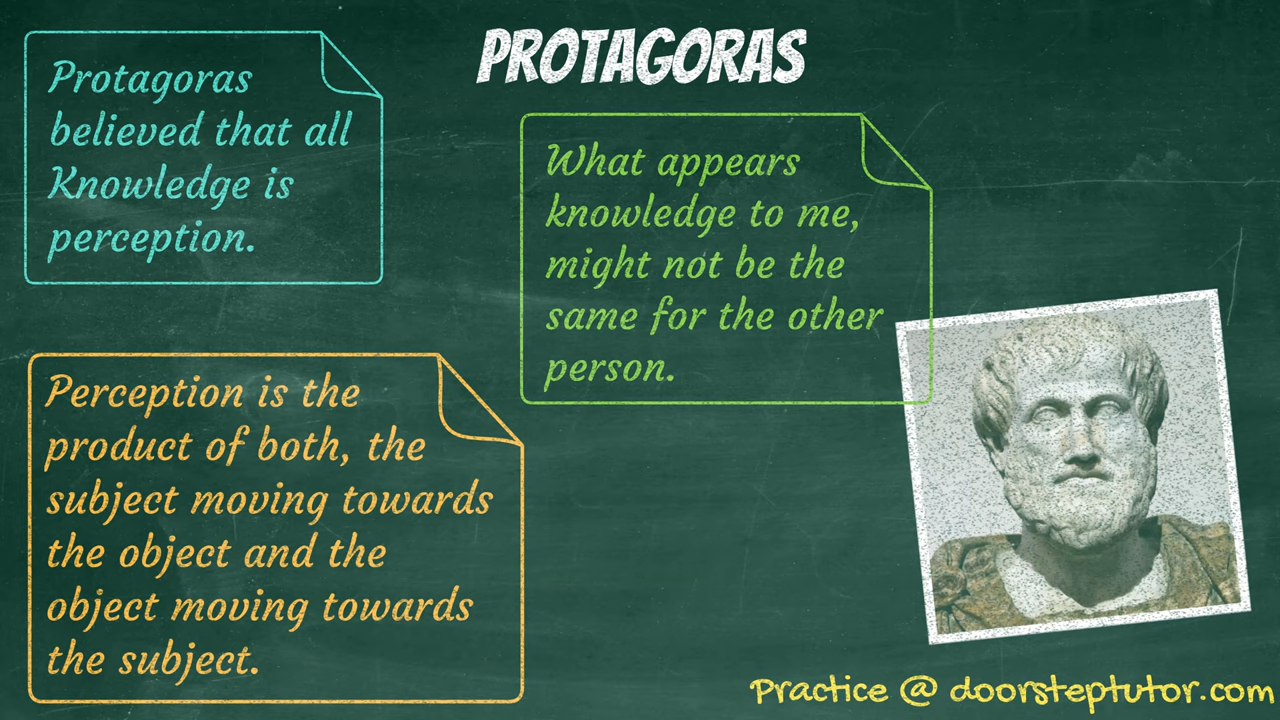 PROTAGORAS
Protagoras
believed that all
Knowledge is
perception.
What appears
knowledge to me,
might not be the
same for the other
person.
Perception is the
product of both, the
subject moving towards
the object and the
object moving towards
the subject.
Practice @ doorsteptutor.com